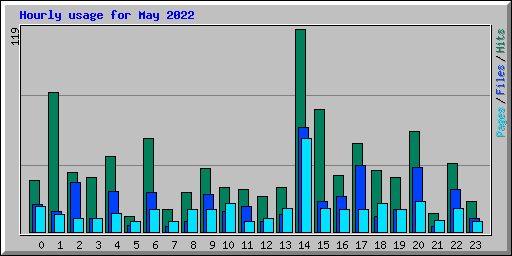 Hourly usage for May 2022
119
Pages / Files / Hits
0 1 2 3 4 5 6 7 8 9 10 11 12 13 14 15 16 17 18 19 20 21 22 23